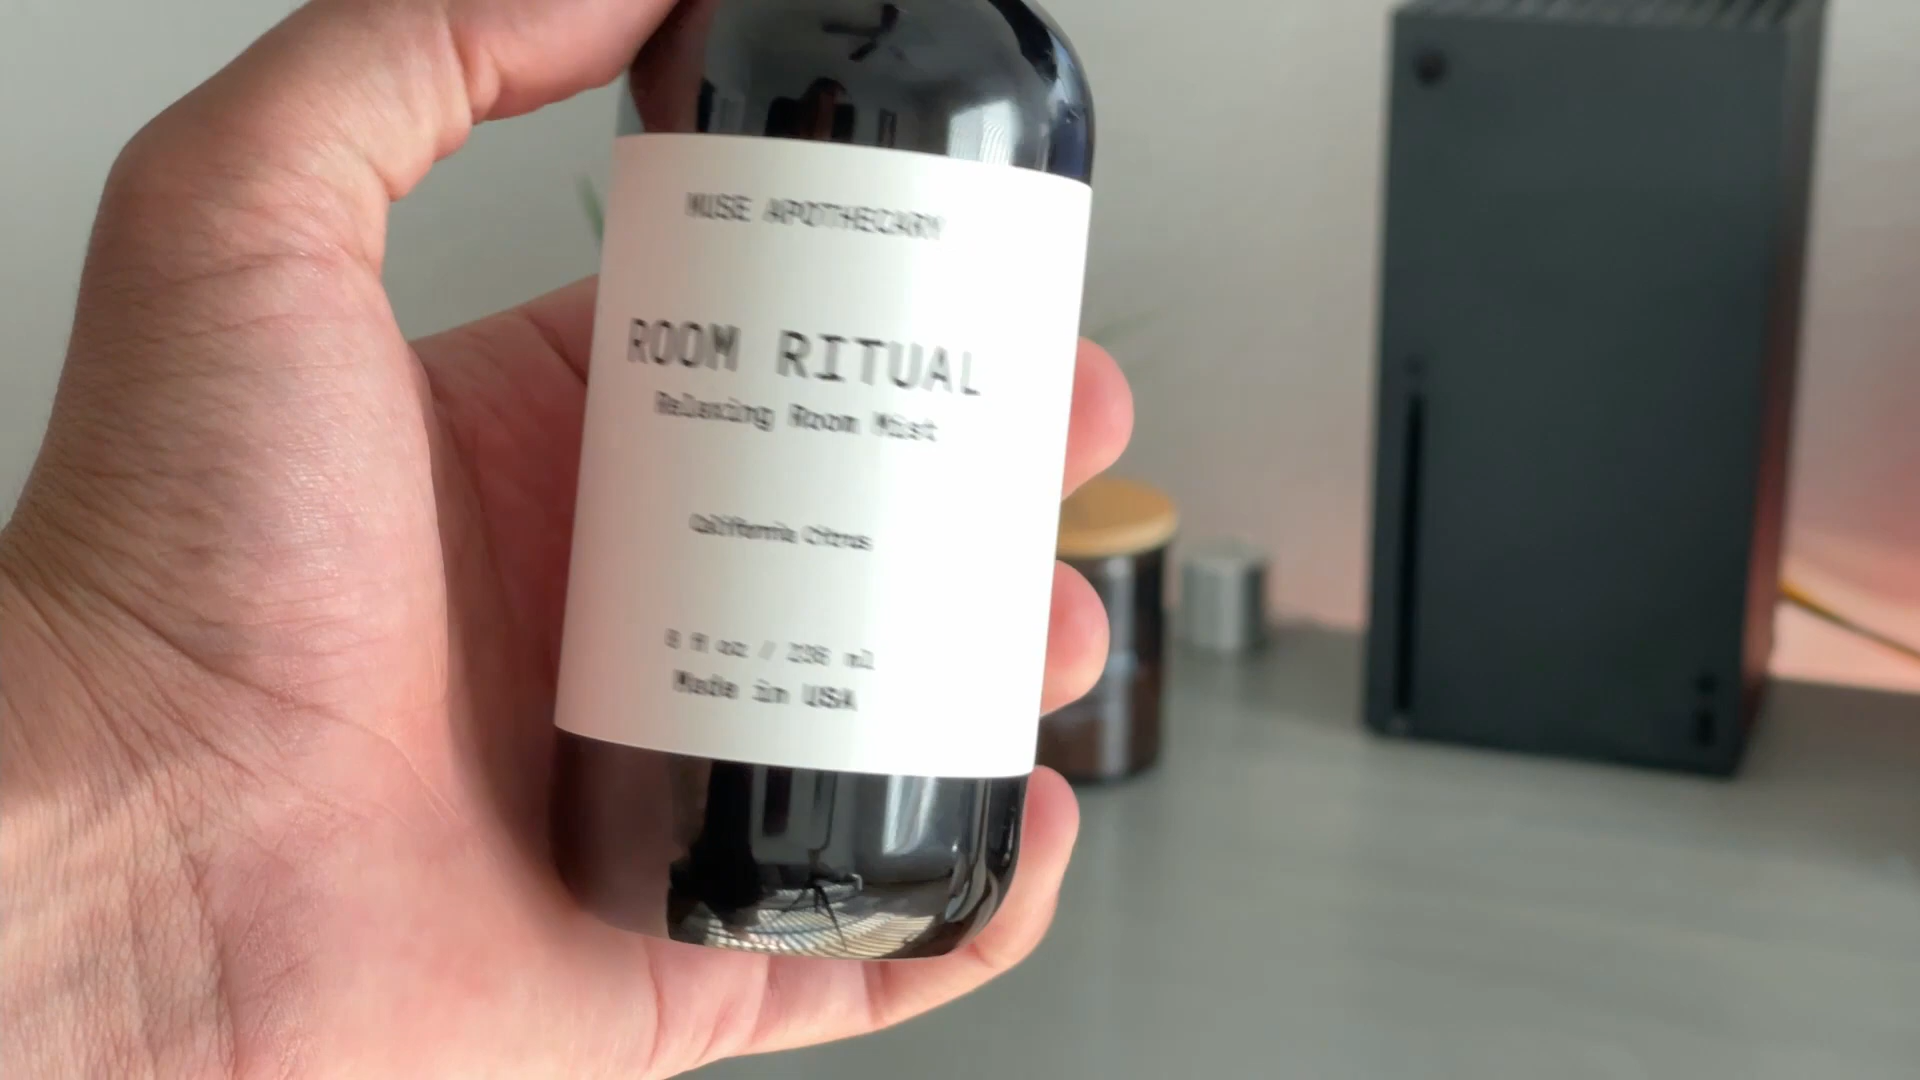 MUSE APOTHECARY
ROOM RITUAL
Relaxing Room Mist
California Citrus
8 fl oz / 236 ml
Made in USA